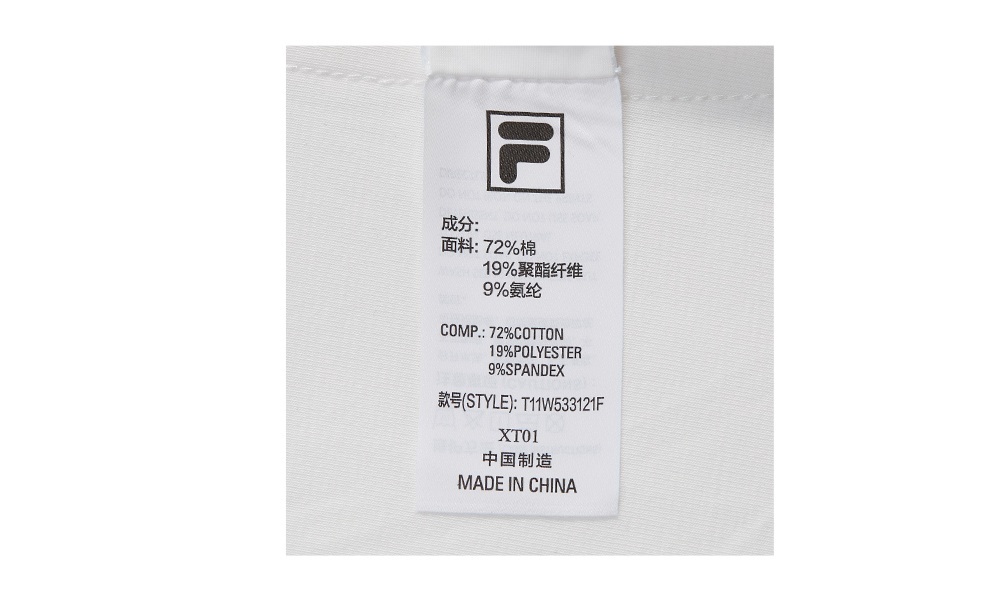 F
成分:
面料: 72%棉
19%聚酯纤维
9%氨纶
COMP.: 72%COTTON
19%POLYESTER
9%SPANDEX
款号(STYLE): T11W533121F
XT01
中国制造
MADE IN CHINA